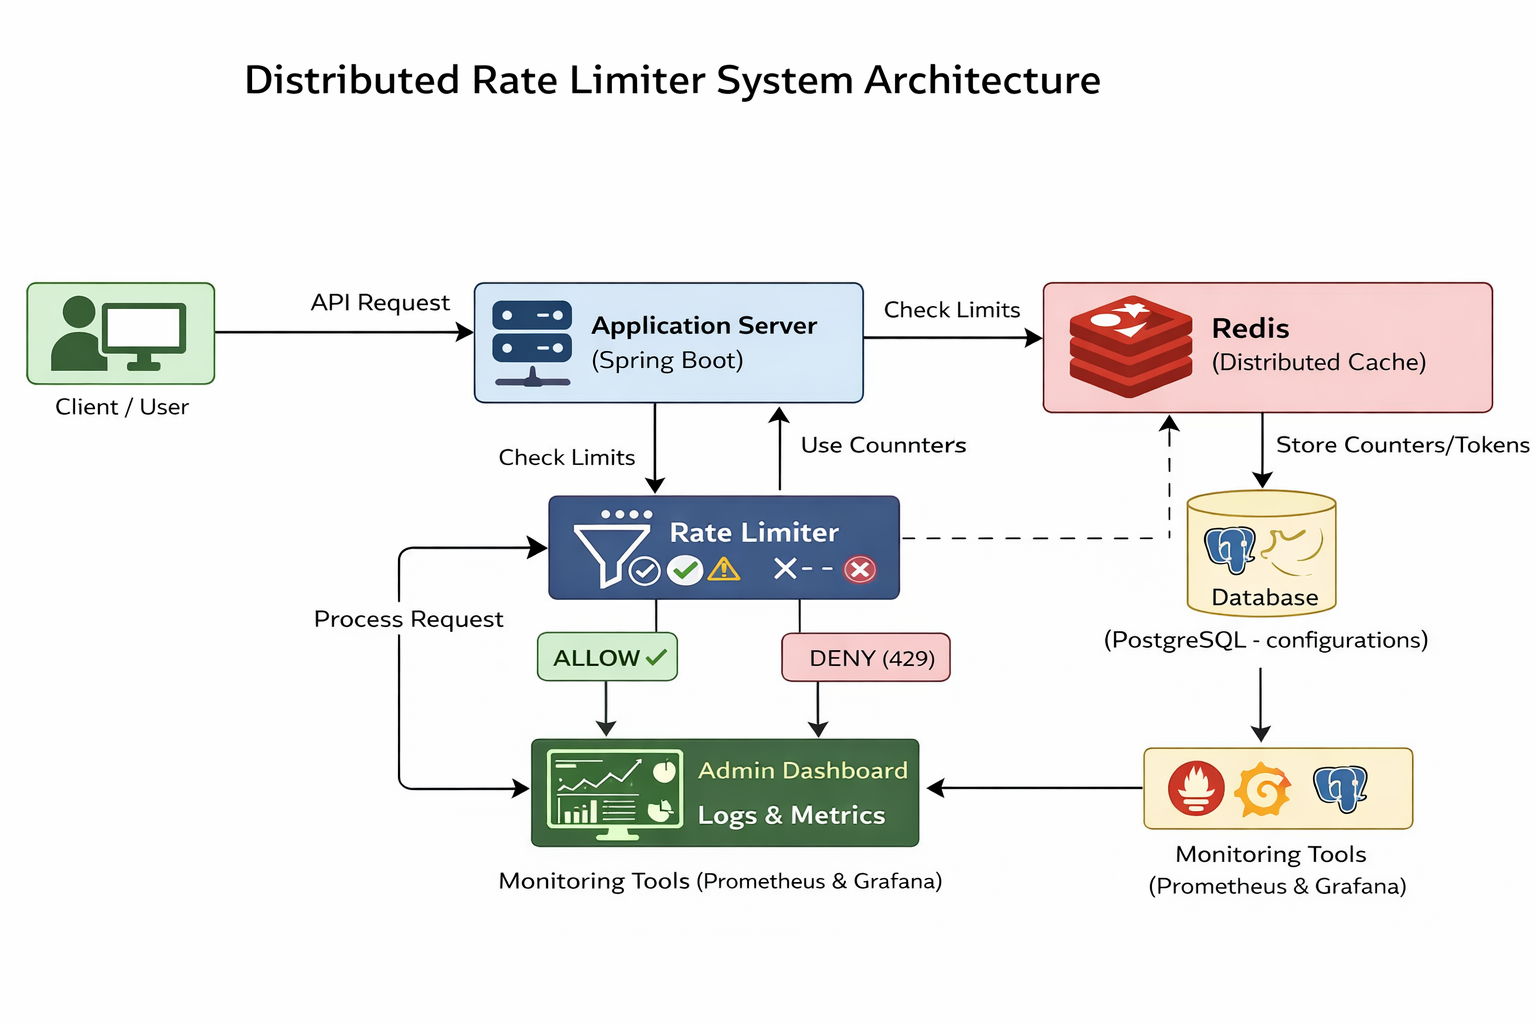 Distributed Rate Limiter System Architecture
API Request
Client / User
Application Server
(Spring Boot)
Check Limits
Redis
(Distributed Cache)
Check Limits
Use Counnters
Store Counters/Tokens
Rate Limiter
Process Request
ALLOW ✓
DENY (429)
Database
(PostgreSQL - configurations)
Admin Dashboard
Logs & Metrics
Monitoring Tools (Prometheus & Grafana)
Monitoring Tools
(Prometheus & Grafana)